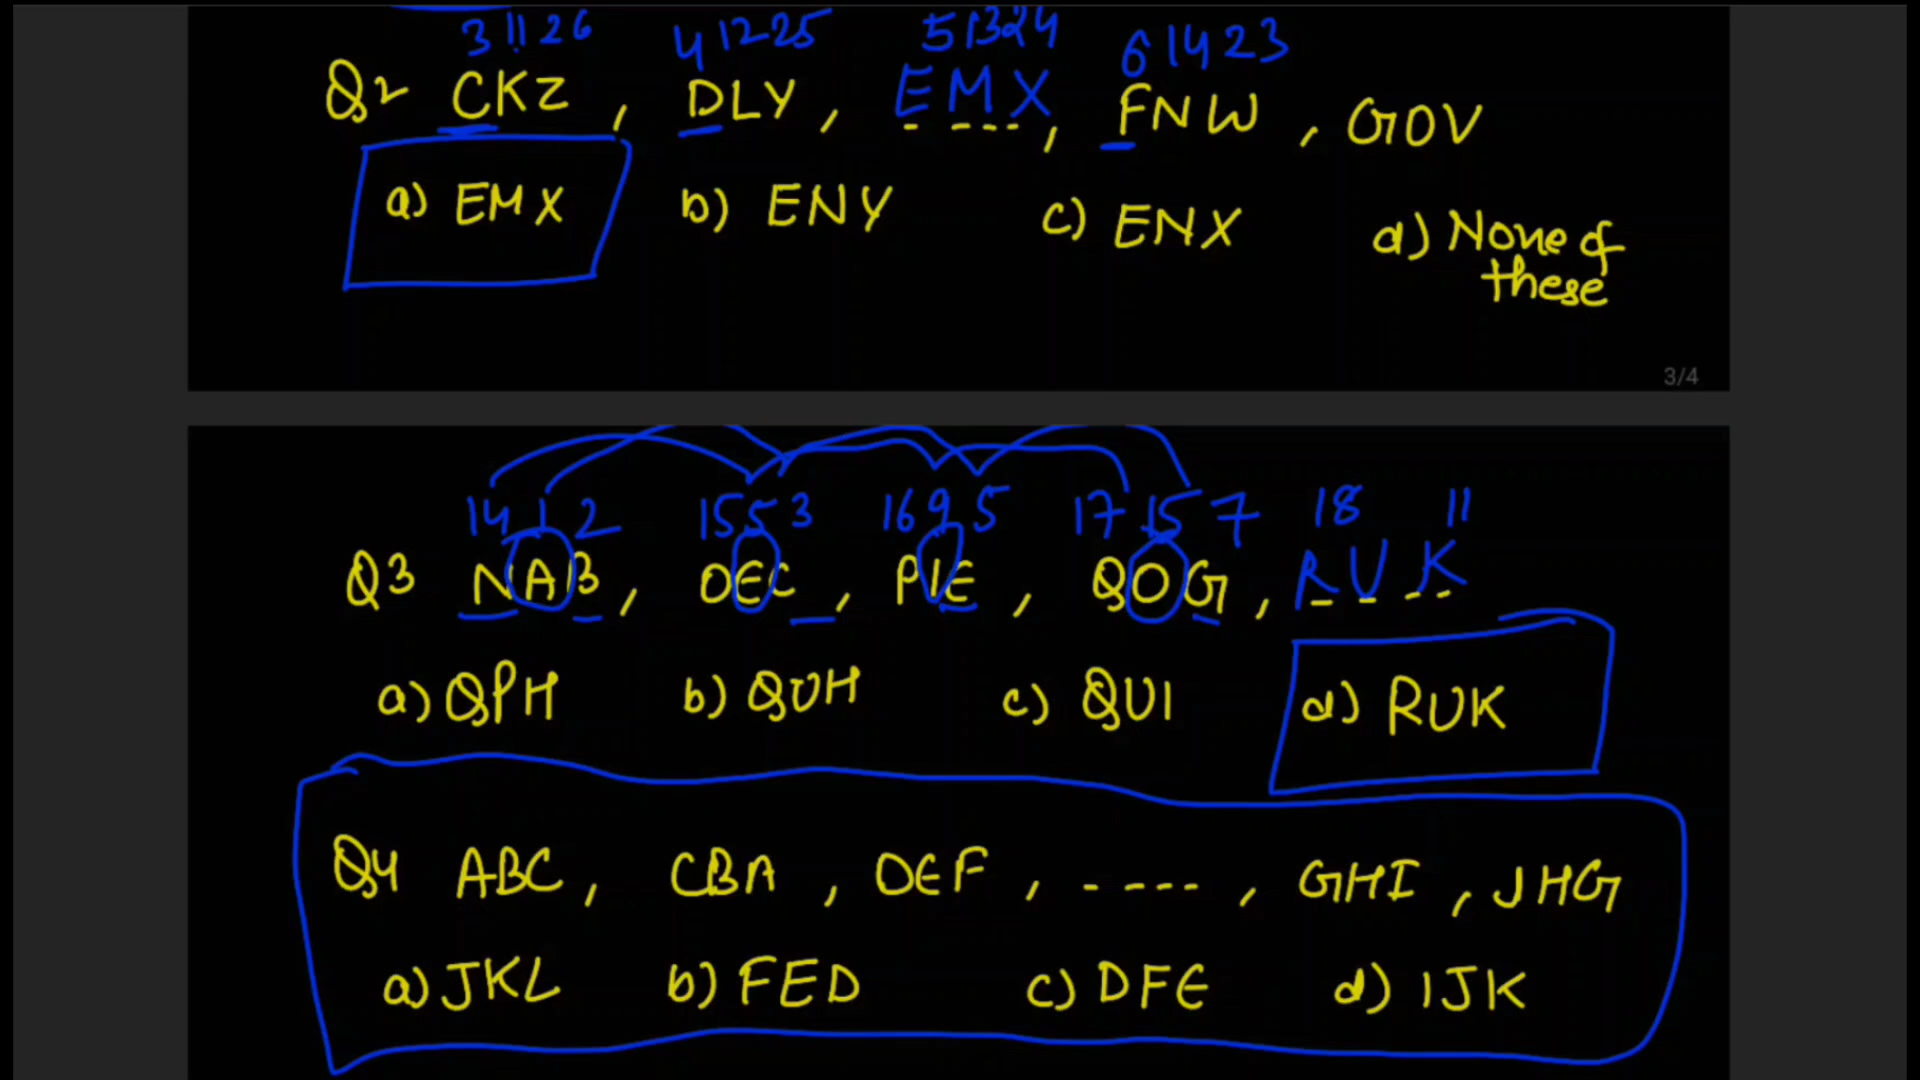 3 11 26 4 12 25 5 13 24 6 14 23
Q2 CKZ, DLY, EMX, FNW, GOV
a) EMX b) ENY c) ENX d) None of these
3/4
14 1 2 15 5 3 16 9 5 17 15 7 18 11
Q3 NAB, OEC, PIE, QOG, RUK
a) QPH b) QUH c) QUI d) RUK
Q4 ABC, CBA, DEF, ----, GHI, JHG
a) JKL b) FED c) DFE d) IJK